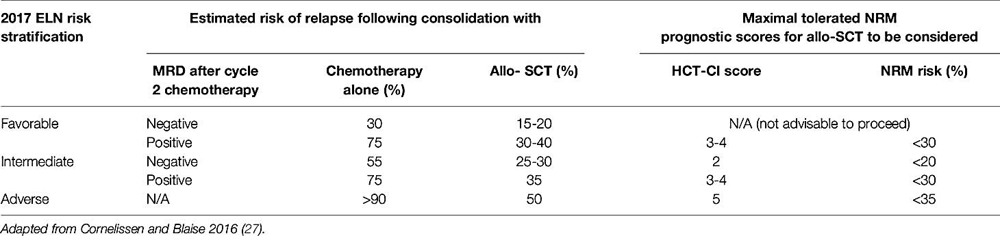 2017 ELN risk stratification Estimated risk of relapse following consolidation with Maximal tolerated NRM prognostic scores for allo-SCT to be considered
MRD after cycle 2 chemotherapy Chemotherapy alone (%) Allo- SCT (%) HCT-CI score NRM risk (%)
Favorable Negative 30 15-20 N/A (not advisable to proceed)
Positive 75 30-40 3-4 <30
Intermediate Negative 55 25-30 2 <20
Positive 75 35 3-4 <30
Adverse N/A >90 50 5 <35
Adapted from Cornelissen and Blaise 2016 (27).